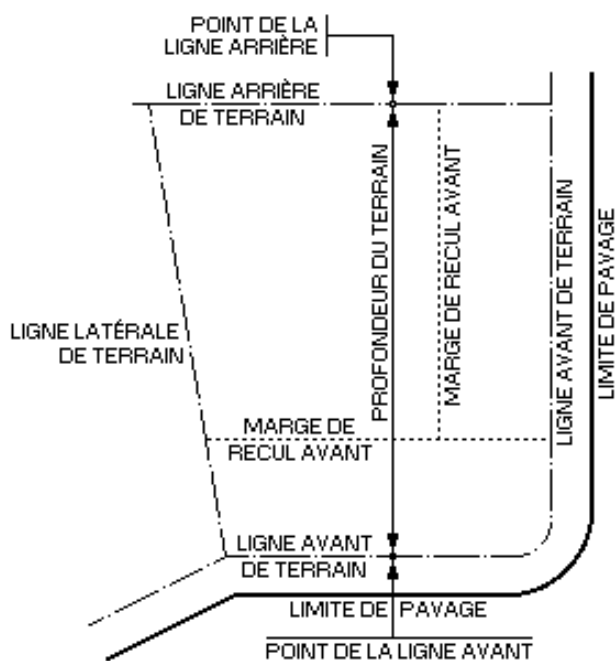 POINT DE LA
LIGNE ARRIÈRE
LIGNE ARRIÈRE
DE TERRAIN
PROFONDEUR DU TERRAIN
MARGE DE RECUL AVANT
LIGNE AVANT DE TERRAIN
LIMITE DE PAVAGE
LIGNE LATÉRALE
DE TERRAIN
MARGE DE
RECUL AVANT
LIGNE AVANT
DE TERRAIN
LIMITE DE PAVAGE
POINT DE LA LIGNE AVANT